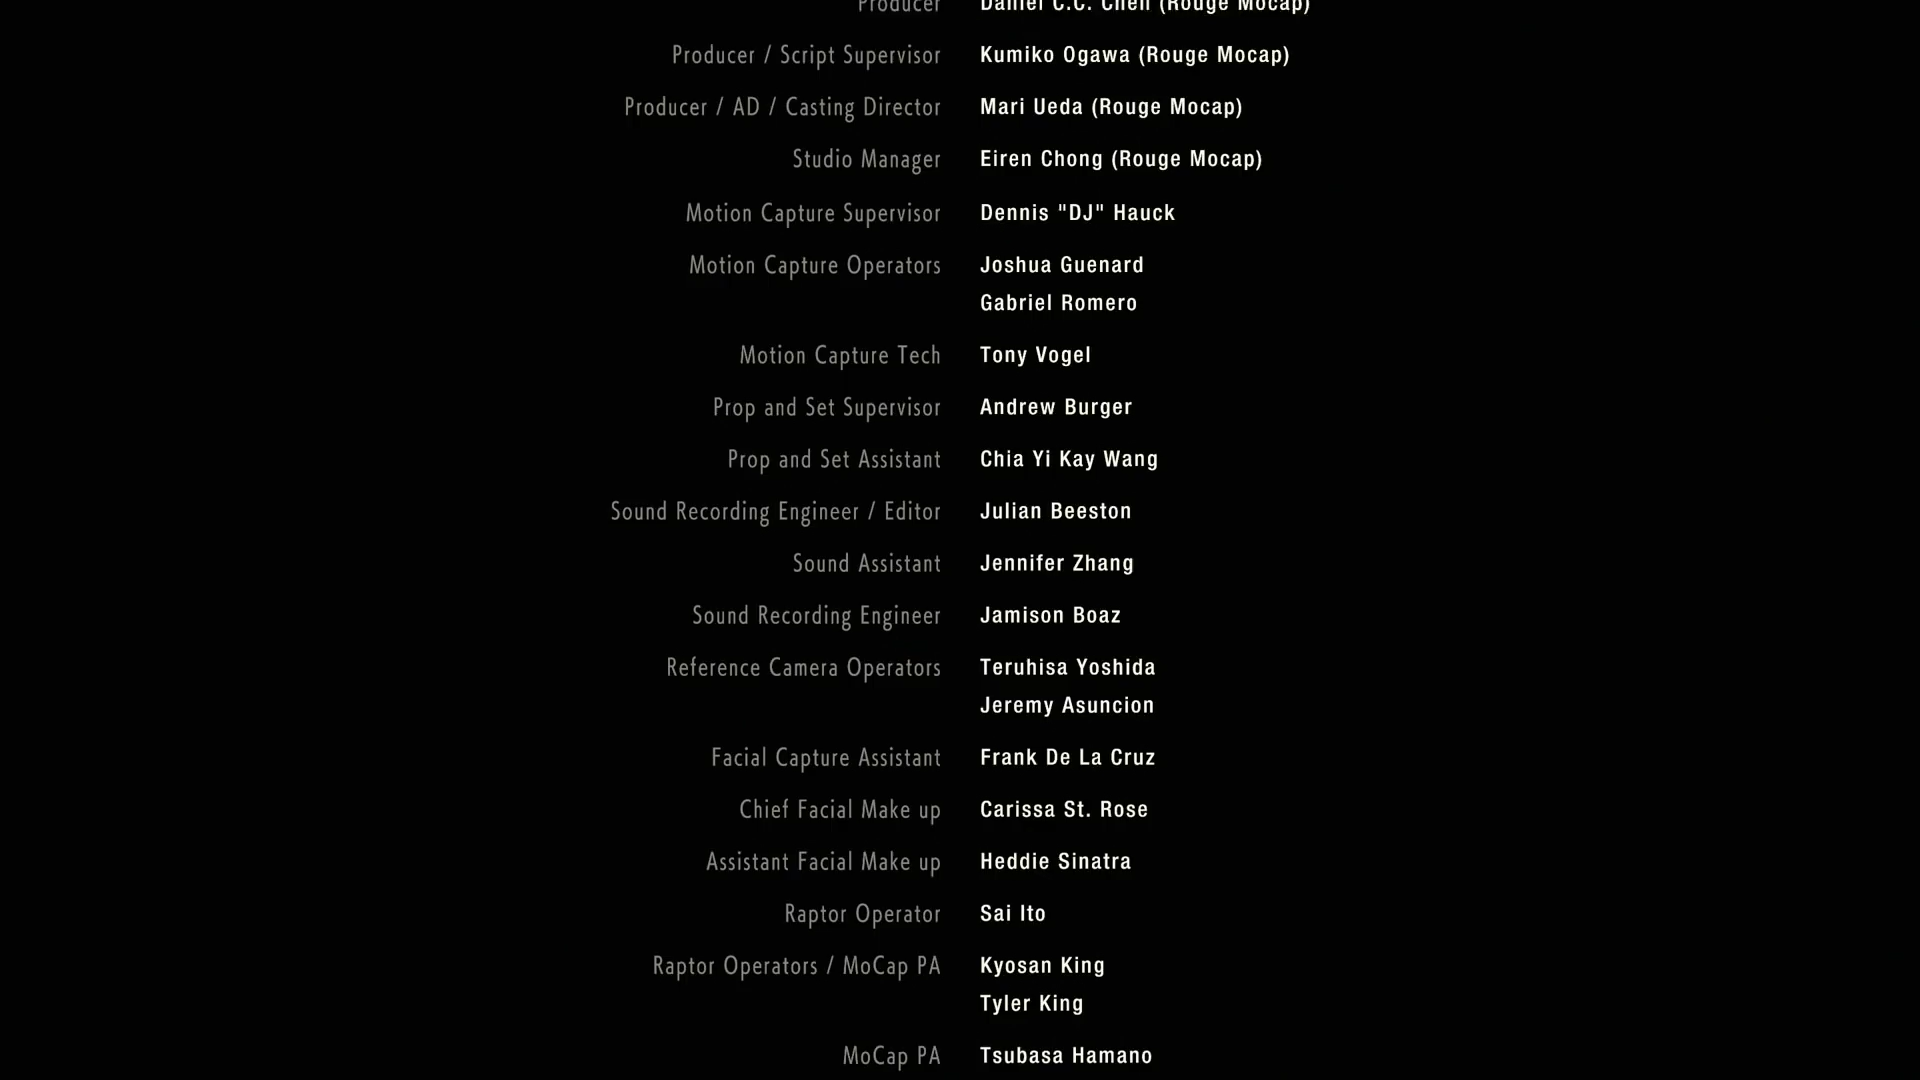 Producer Daniel C.C. Chen (Rouge Mocap)
Producer / Script Supervisor Kumiko Ogawa (Rouge Mocap)
Producer / AD / Casting Director Mari Ueda (Rouge Mocap)
Studio Manager Eiren Chong (Rouge Mocap)
Motion Capture Supervisor Dennis "DJ" Hauck
Motion Capture Operators Joshua Guenard
Gabriel Romero
Motion Capture Tech Tony Vogel
Prop and Set Supervisor Andrew Burger
Prop and Set Assistant Chia Yi Kay Wang
Sound Recording Engineer / Editor Julian Beeston
Sound Assistant Jennifer Zhang
Sound Recording Engineer Jamison Boaz
Reference Camera Operators Teruhisa Yoshida
Jeremy Asuncion
Facial Capture Assistant Frank De La Cruz
Chief Facial Make up Carissa St. Rose
Assistant Facial Make up Heddie Sinatra
Raptor Operator Sai Ito
Raptor Operators / MoCap PA Kyosan King
Tyler King
MoCap PA Tsubasa Hamano